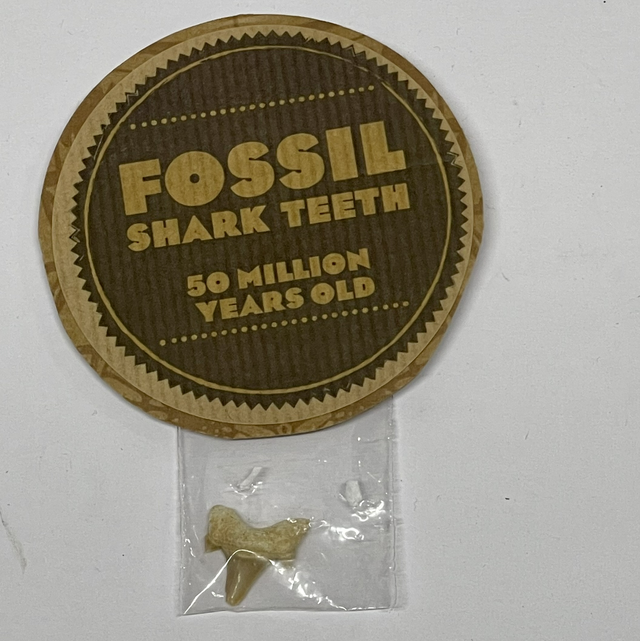 FOSSIL
SHARK TEETH
50 MILLION
YEARS OLD